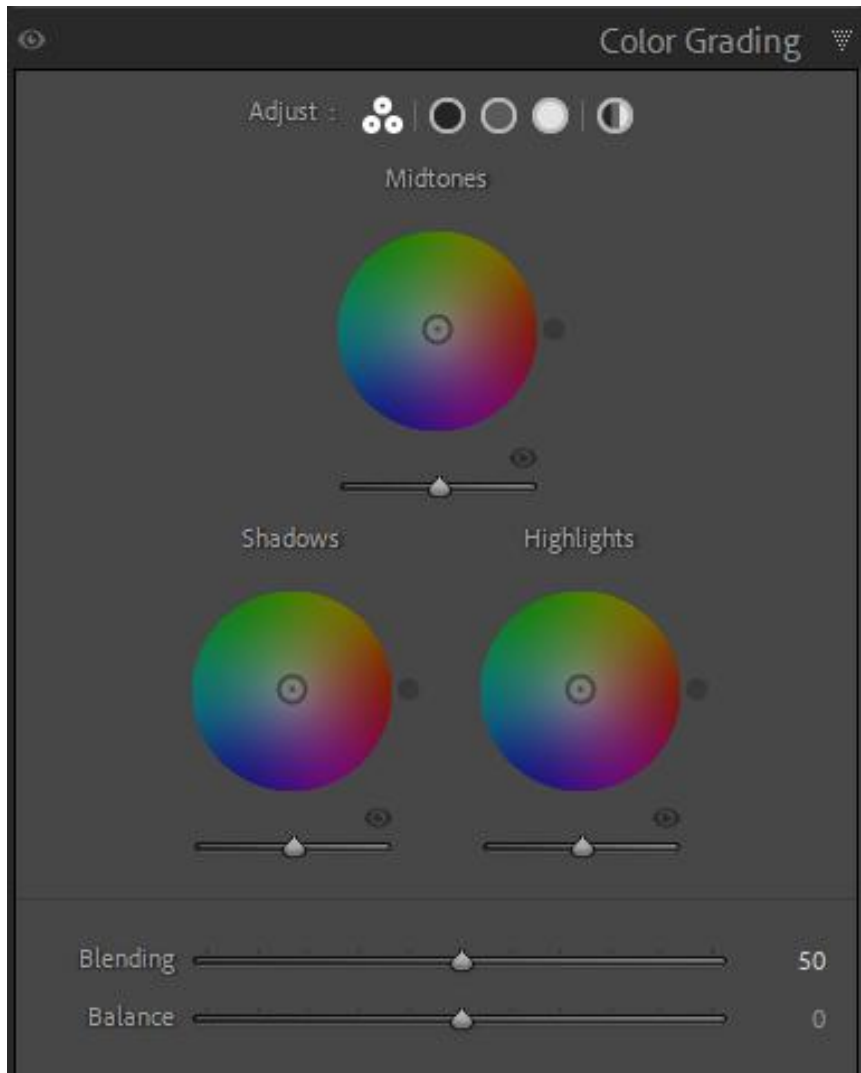 Color Grading
Adjust :
Midtones
Shadows Highlights
Blending 50
Balance 0